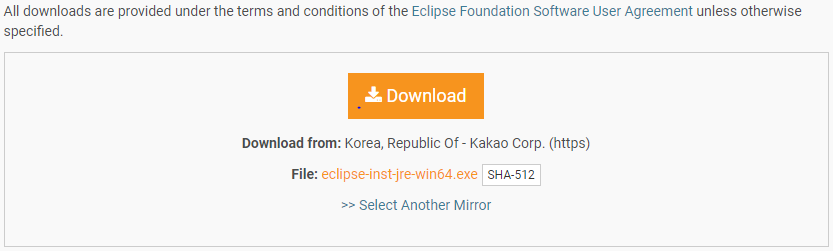 All downloads are provided under the terms and conditions of the Eclipse Foundation Software User Agreement unless otherwise
specified.
Download
Download from: Korea, Republic Of - Kakao Corp. (https)
File: eclipse-inst-jre-win64.exe SHA-512
>> Select Another Mirror